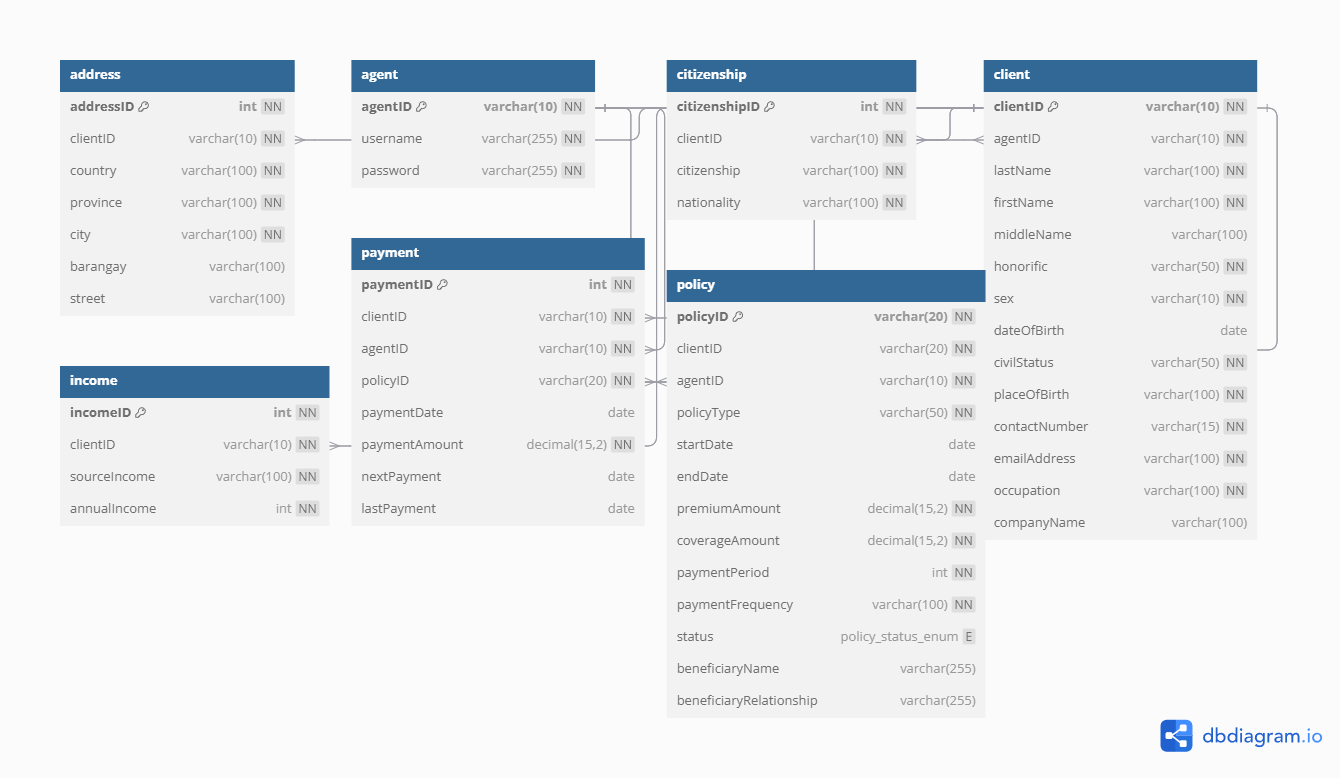 address
addressID int NN
clientID varchar(10) NN
country varchar(100) NN
province varchar(100) NN
city varchar(100) NN
barangay varchar(100)
street varchar(100)
agent
agentID varchar(10) NN
username varchar(255) NN
password varchar(255) NN
citizenship
citizenshipID int NN
clientID varchar(10) NN
citizenship varchar(100) NN
nationality varchar(100) NN
client
clientID varchar(10) NN
agentID varchar(10) NN
lastName varchar(100) NN
firstName varchar(100) NN
middleName varchar(100)
honorific varchar(50) NN
sex varchar(10) NN
dateOfBirth date
civilStatus varchar(50) NN
placeOfBirth varchar(100) NN
contactNumber varchar(15) NN
emailAddress varchar(100) NN
occupation varchar(100) NN
companyName varchar(100)
income
incomeID int NN
clientID varchar(10) NN
sourceIncome varchar(100) NN
annualIncome int NN
payment
paymentID int NN
clientID varchar(10) NN
agentID varchar(10) NN
policyID varchar(20) NN
paymentDate date
paymentAmount decimal(15,2) NN
nextPayment date
lastPayment date
policy
policyID varchar(20) NN
clientID varchar(20) NN
agentID varchar(10) NN
policyType varchar(50) NN
startDate date
endDate date
premiumAmount decimal(15,2) NN
coverageAmount decimal(15,2) NN
paymentPeriod int NN
paymentFrequency varchar(100) NN
status policy_status_enum E
beneficiaryName varchar(255)
beneficiaryRelationship varchar(255)
dbdiagram.io